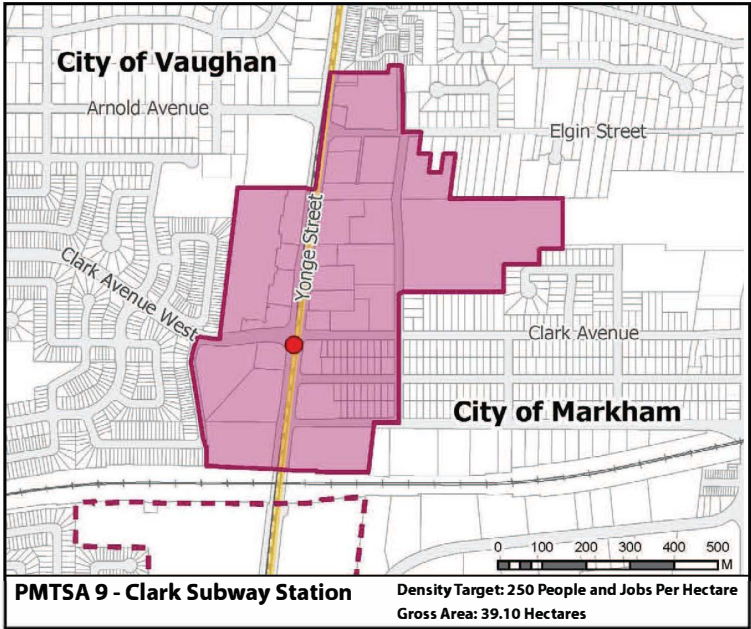 City of Vaughan
Arnold Avenue
Elgin Street
Yonge Street
Clark Avenue West
Clark Avenue
City of Markham
0 100 200 300 400 500
M
PMTSA 9 - Clark Subway Station
Density Target: 250 People and Jobs Per Hectare
Gross Area: 39.10 Hectares